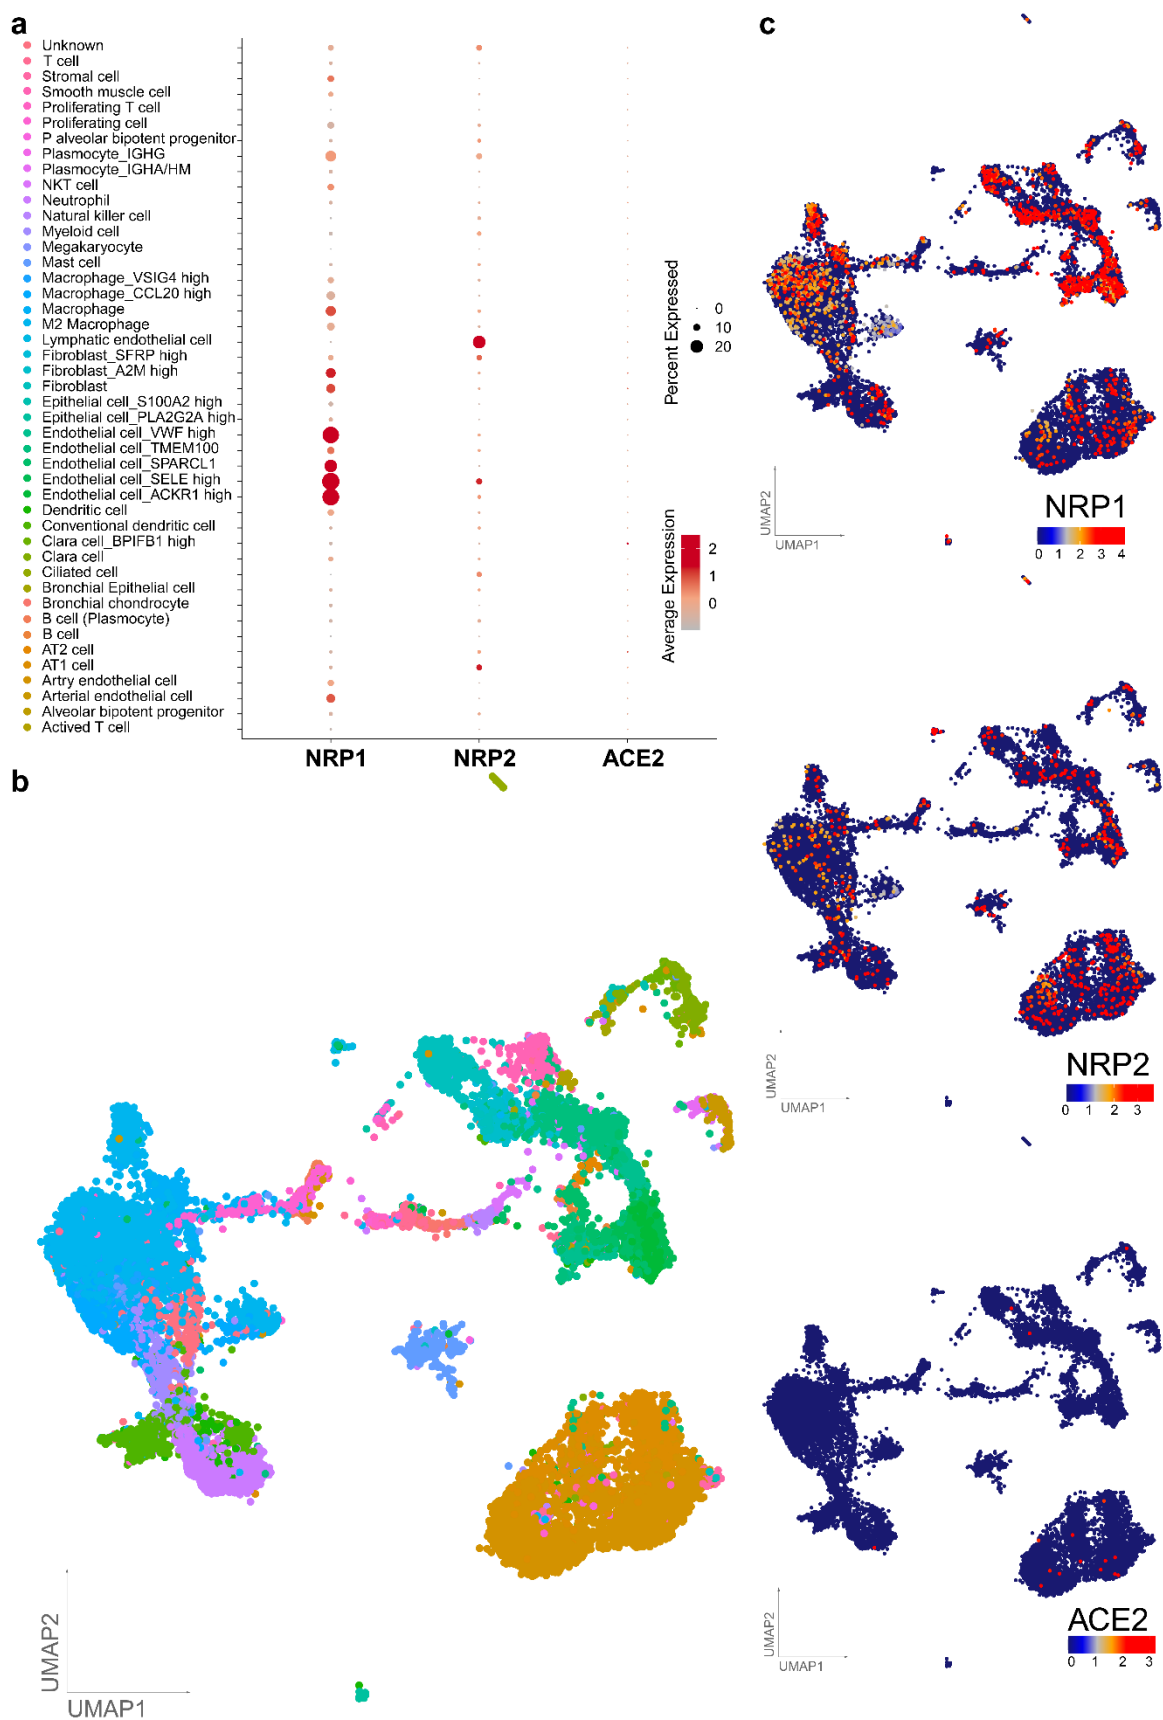 a
Unknown
T cell
Stromal cell
Smooth muscle cell
Proliferating T cell
Proliferating cell
P alveolar bipotent progenitor
Plasmocyte_IGHG
Plasmocyte_IGHA/HM
NKT cell
Neutrophil
Natural killer cell
Myeloid cell
Megakaryocyte
Mast cell
Macrophage_VSIG4 high
Macrophage_CCL20 high
Macrophage
M2 Macrophage
Lymphatic endothelial cell
Fibroblast_SFRP high
Fibroblast_A2M high
Fibroblast
Epithelial cell_S100A2 high
Epithelial cell_PLA2G2A high
Endothelial cell_VWF high
Endothelial cell_TMEM100
Endothelial cell_SPARCL1
Endothelial cell_SELE high
Endothelial cell_ACKR1 high
Dendritic cell
Conventional dendritic cell
Clara cell_BPIFB1 high
Clara cell
Ciliated cell
Bronchial Epithelial cell
Bronchial chondrocyte
B cell (Plasmocyte)
B cell
AT2 cell
AT1 cell
Artry endothelial cell
Arterial endothelial cell
Alveolar bipotent progenitor
Actived T cell
NRP1
NRP2
ACE2
Percent Expressed
0
10
20
Average Expression
2
1
0
b
UMAP2
UMAP1
c
UMAP2
UMAP1
NRP1
0 1 2 3 4
UMAP2
UMAP1
NRP2
0 1 2 3
UMAP2
UMAP1
ACE2
0 1 2 3